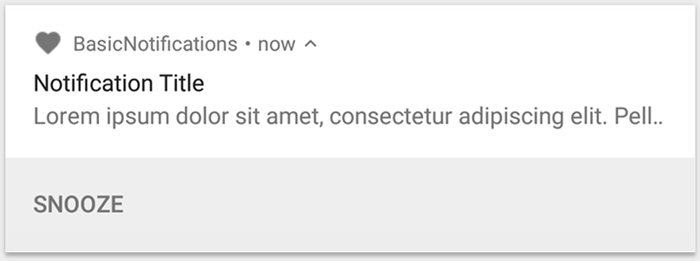 BasicNotifications • now
Notification Title
Lorem ipsum dolor sit amet, consectetur adipiscing elit. Pell..
SNOOZE